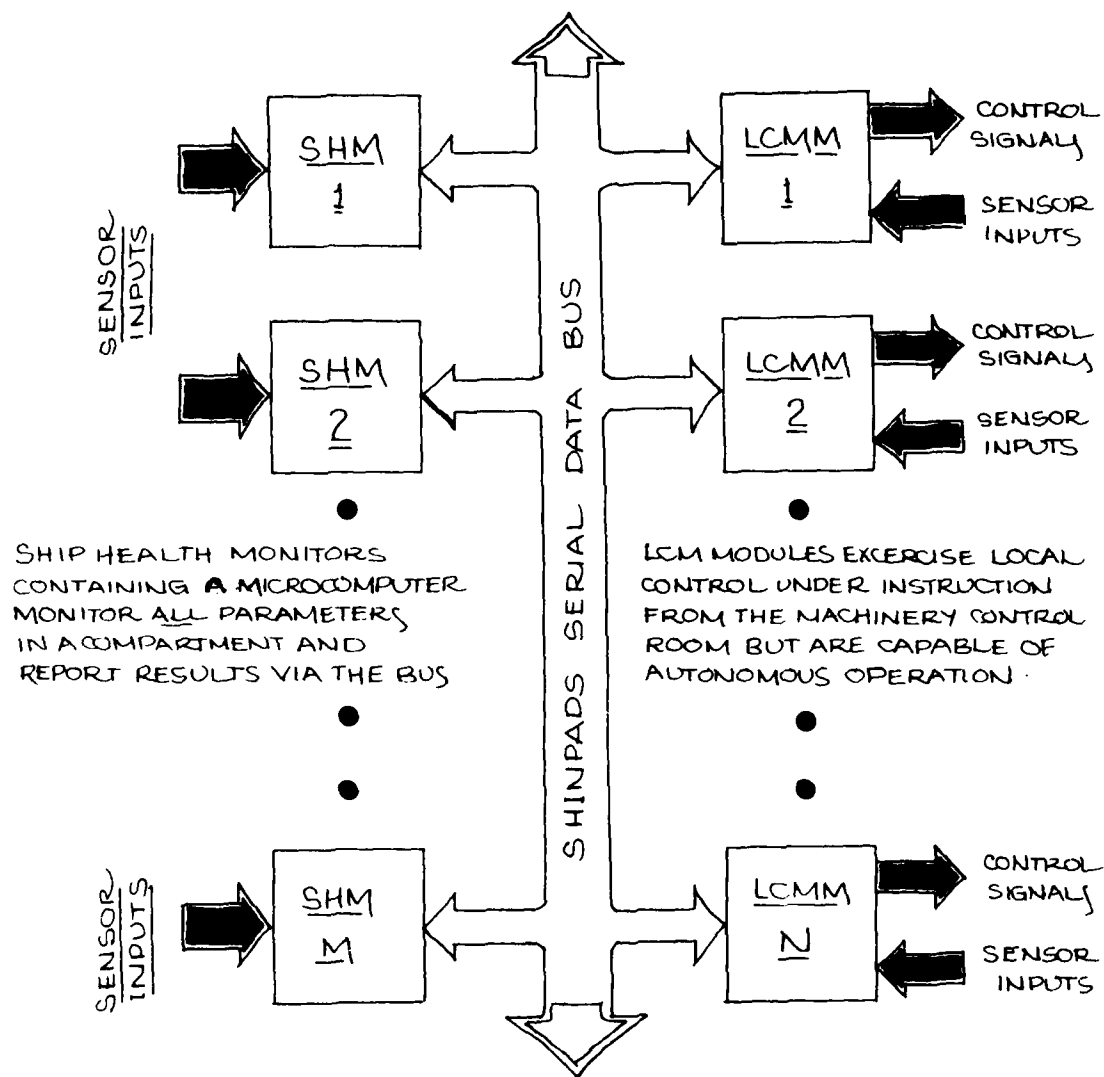 SHM
1
LCMM
1
CONTROL
SIGNALS
SENSOR
INPUTS
SENSOR
INPUTS
SHM
2
LCMM
2
CONTROL
SIGNALS
SENSOR
INPUTS
SHINPADS SERIAL DATA BUS
SHIP HEALTH MONITORS
CONTAINING A MICROCOMPUTER
MONITOR ALL PARAMETERS
IN A COMPARTMENT AND
REPORT RESULTS VIA THE BUS
LCM MODULES EXCERCISE LOCAL
CONTROL UNDER INSTRUCTION
FROM THE MACHINERY CONTROL
ROOM BUT ARE CAPABLE OF
AUTONOMOUS OPERATION.
SENSOR
INPUTS
SHM
M
LCMM
N
CONTROL
SIGNALS
SENSOR
INPUTS